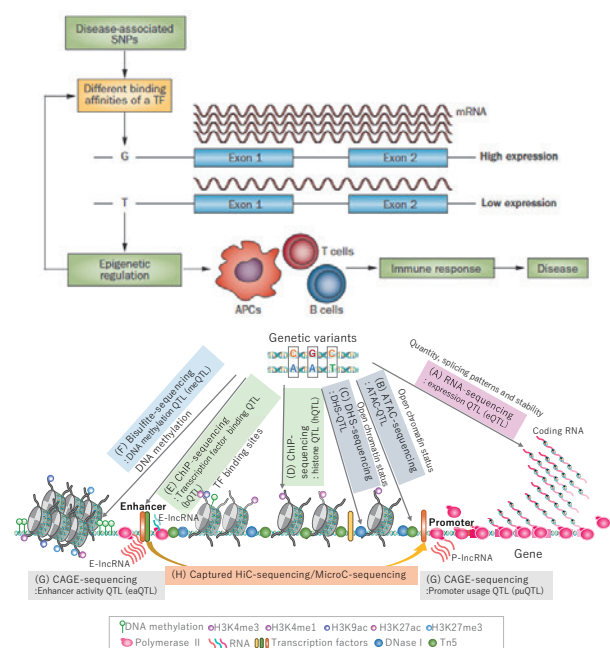 Disease-associated
SNPs
Different binding
affinities of a TF
mRNA
G
Exon 1
Exon 2
High expression
T
Exon 1
Exon 2
Low expression
Epigenetic
regulation
APCs
T cells
B cells
Immune response
Disease
Genetic variants
C G C
A A T
(F) Bisulfite-sequencing
: DNA methylation QTL (meQTL)
DNA methylation
(E) ChIP-sequencing
: Transcription factor binding QTL
(bQTL)
TF binding sites
(D) ChIP-
sequencing
: histone QTL (hQTL)
(C) DHS-sequencing
: DHS-QTL
Open chromatin status
(B) ATAC-sequencing
: ATAC-QTL
Open chromatin status
Quantity, splicing patterns and stability
(A) RNA-sequencing
: expression QTL (eQTL)
Coding RNA
Enhancer
E-lncRNA
E-lncRNA
Promoter
P-lncRNA
Gene
(G) CAGE-sequencing
:Enhancer activity QTL (eaQTL)
(H) Captured HiC-sequencing/MicroC-sequencing
(G) CAGE-sequencing
:Promoter usage QTL (puQTL)
DNA methylation H3K4me3 H3K4me1 H3K9ac H3K27ac H3K27me3
Polymerase II RNA Transcription factors DNase I Tn5